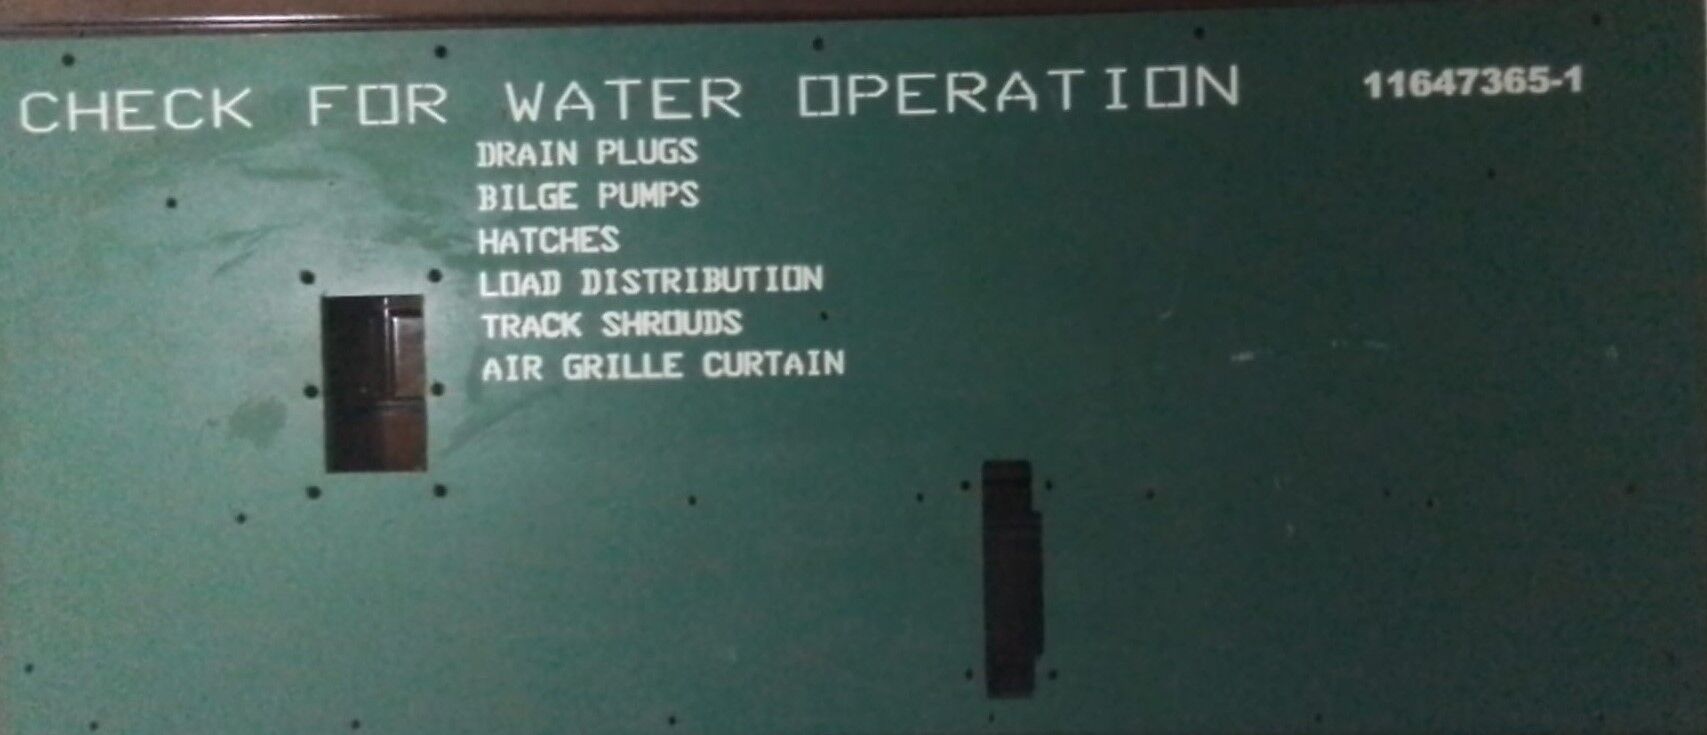 CHECK FOR WATER OPERATION 11647365-1
DRAIN PLUGS
BILGE PUMPS
HATCHES
LOAD DISTRIBUTION
TRACK SHROUDS
AIR GRILLE CURTAIN